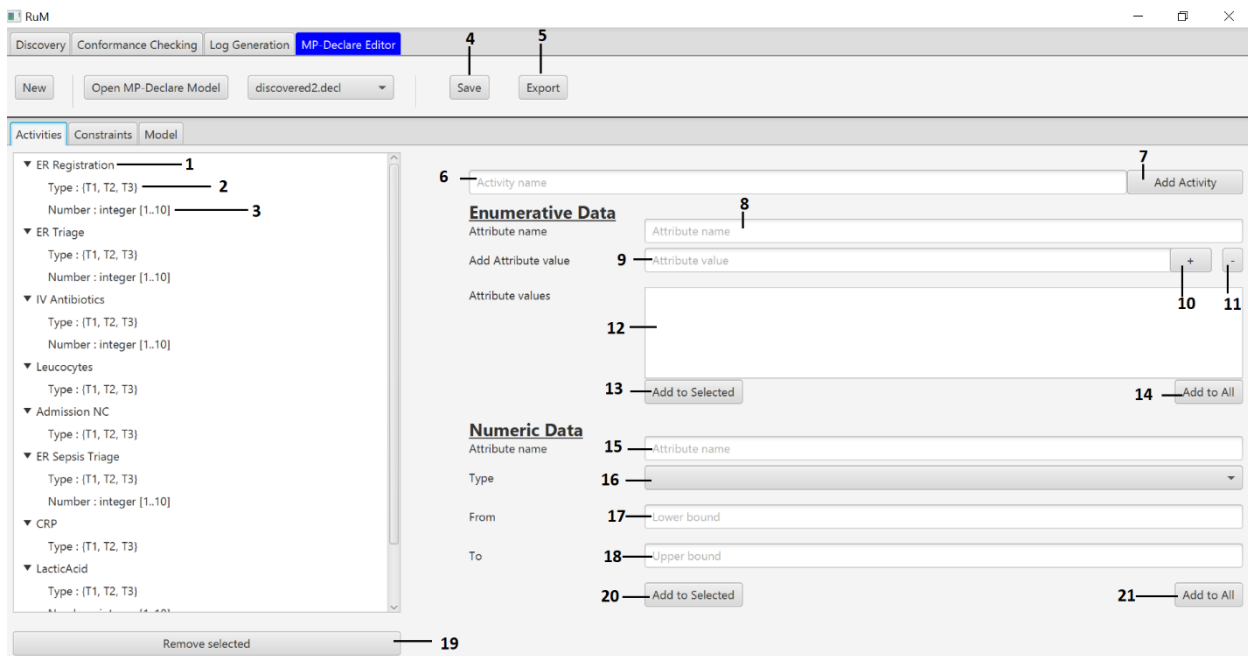 RuM
Discovery Conformance Checking Log Generation MP-Declare Editor 4 5
New Open MP-Declare Model discovered2.decl Save Export
Activities Constraints Model
ER Registration 1
Type : {T1, T2, T3} 2
Number : integer [1..10] 3
ER Triage
Type : {T1, T2, T3}
Number : integer [1..10]
IV Antibiotics
Type : {T1, T2, T3}
Number : integer [1..10]
Leucocytes
Type : {T1, T2, T3}
Admission NC
Type : {T1, T2, T3}
ER Sepsis Triage
Type : {T1, T2, T3}
Number : integer [1..10]
CRP
Type : {T1, T2, T3}
LacticAcid
Type : {T1, T2, T3}
Remove selected 19
7
6 Activity name Add Activity
Enumerative Data 8
Attribute name Attribute name
Add Attribute value 9 Attribute value + -
Attribute values 10 11
12
13 Add to Selected 14 Add to All
Numeric Data
Attribute name 15 Attribute name
Type 16
From 17 Lower bound
To 18 Upper bound
20 Add to Selected 21 Add to All